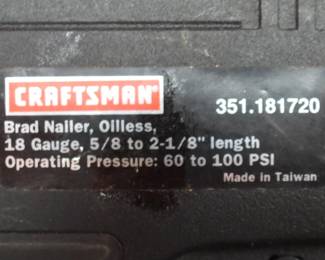 CRAFTSMAN®
351.181720
Brad Nailer, Oilless,
18 Gauge, 5/8 to 2-1/8" length
Operating Pressure: 60 to 100 PSI
Made in Taiwan